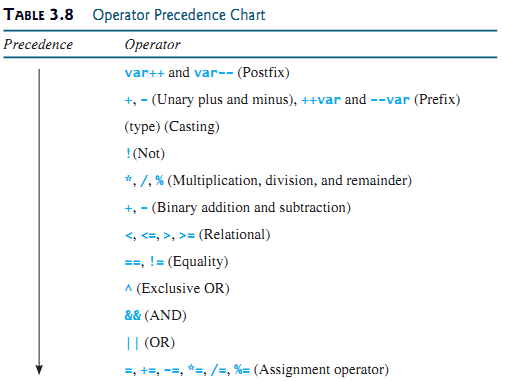 TABLE 3.8 Operator Precedence Chart
Precedence Operator
var++ and var-- (Postfix)
+, - (Unary plus and minus), ++var and --var (Prefix)
(type) (Casting)
!(Not)
*, /, % (Multiplication, division, and remainder)
+, - (Binary addition and subtraction)
<, <=, >, >= (Relational)
==, != (Equality)
^ (Exclusive OR)
&& (AND)
|| (OR)
=, +=, -=, *=, /=, %= (Assignment operator)